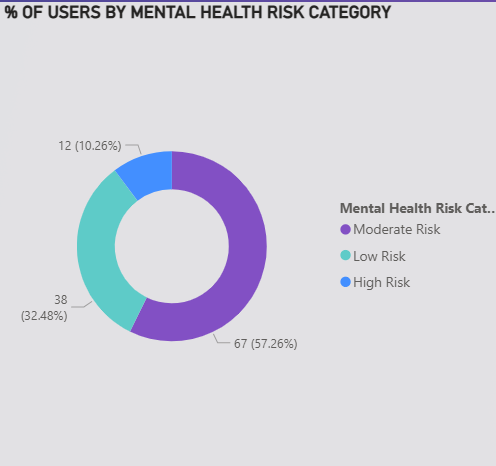 % OF USERS BY MENTAL HEALTH RISK CATEGORY
12 (10.26%)
Mental Health Risk Cat...
Moderate Risk
Low Risk
High Risk
38
(32.48%)
67 (57.26%)